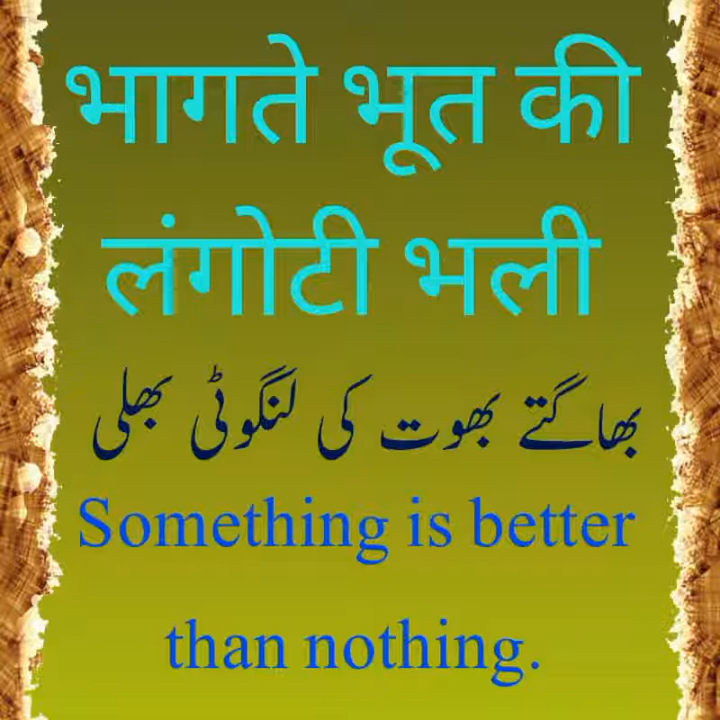 भागते भूत की
लंगोटी भली
بھاگتے بھوت کی لنگوٹی بھلی
Something is better
than nothing.